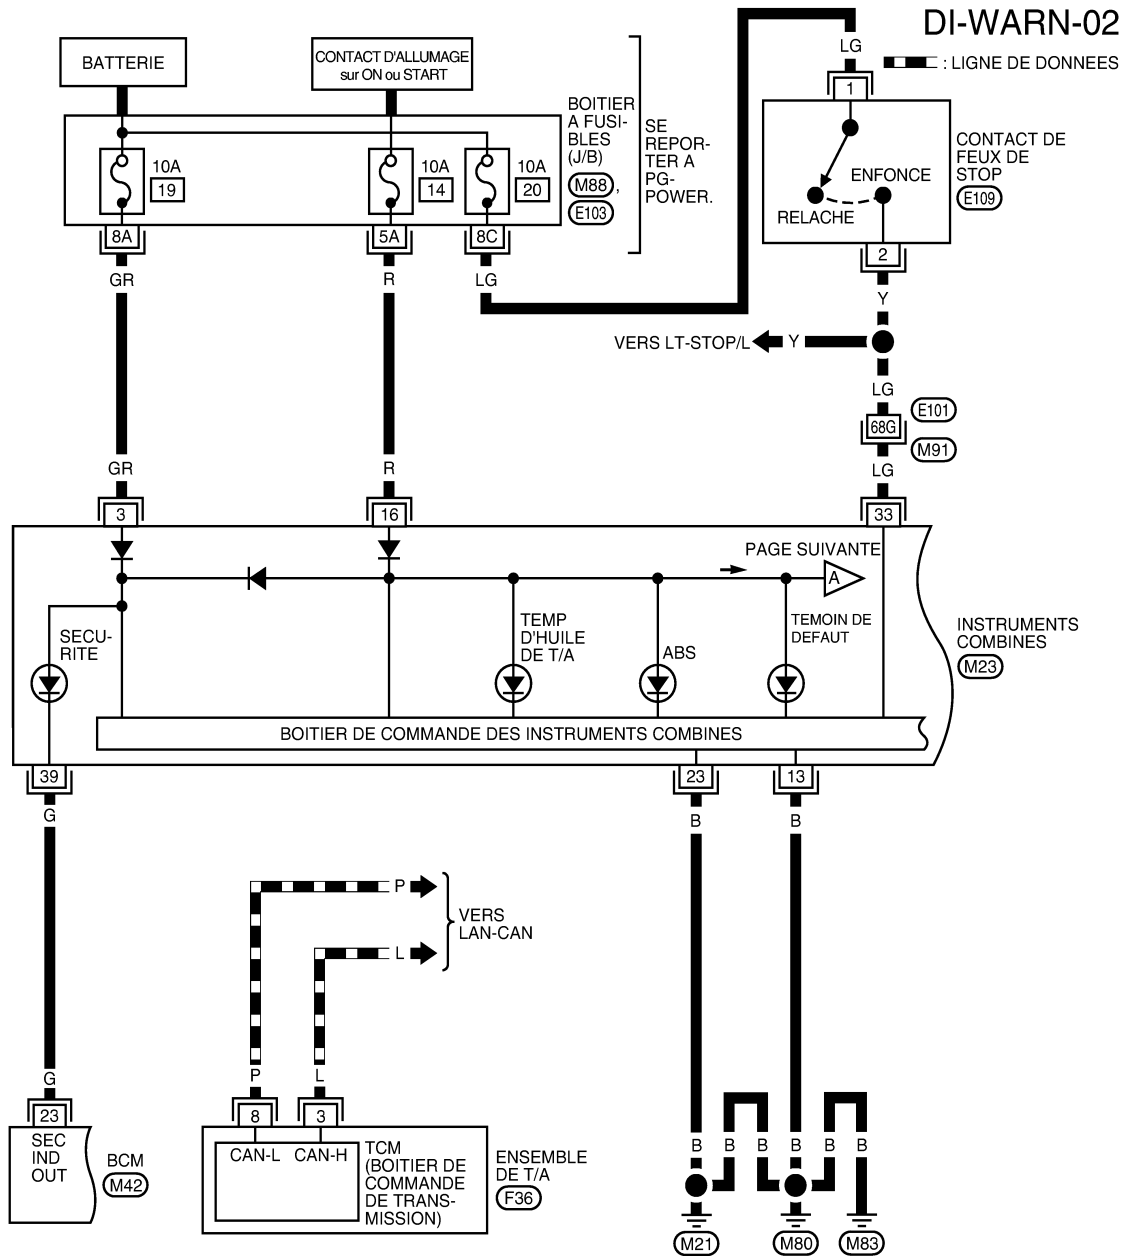 DI-WARN-02
: LIGNE DE DONNEES
BATTERIE
CONTACT D'ALLUMAGE
sur ON ou START
BOITIER
A FUSI-
BLES
(J/B)
M88 ,
E103
SE
REPOR-
TER A
PG-
POWER.
10A
19
10A
14
10A
20
8A
5A
8C
GR
R
LG
LG
1
ENFONCE
RELACHE
CONTACT DE
FEUX DE
STOP
E109
2
Y
VERS LT-STOP/L
Y
LG
E101
68G
M91
LG
GR
R
3
16
33
PAGE SUIVANTE
A
SECU-
RITE
TEMP
D'HUILE
DE T/A
ABS
TEMOIN DE
DEFAUT
INSTRUMENTS
COMBINES
M23
BOITIER DE COMMANDE DES INSTRUMENTS COMBINES
39
23
13
G
B
B
P
L
VERS
LAN-CAN
G
P
L
23
8
3
SEC
IND
OUT
BCM
M42
CAN-L
CAN-H
TCM
(BOITIER DE
COMMANDE
DE TRANS-
MISSION)
ENSEMBLE
DE T/A
F36
B
B
B
B
B
B
M21
M80
M83